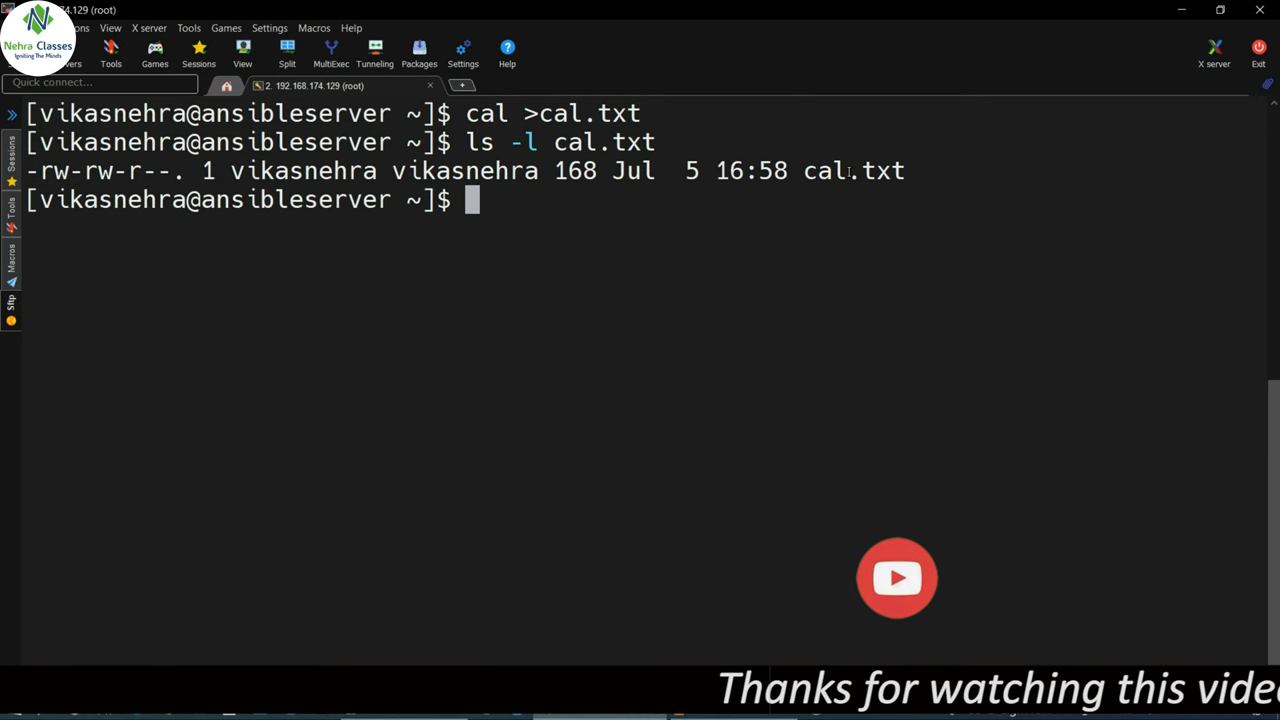 74.129 (root)
Nehra Classes
Igniting The Minds
ons View X server Tools Games Settings Macros Help
ervers Tools Games Sessions View Split MultiExec Tunneling Packages Settings Help X server Exit
Quick connect...
2. 192.168.174.129 (root)
Sessions
Tools
Macros
Sftp
[vikasnehra@ansibleserver ~]$ cal >cal.txt
[vikasnehra@ansibleserver ~]$ ls -l cal.txt
-rw-rw-r--. 1 vikasnehra vikasnehra 168 Jul  5 16:58 cal.txt
[vikasnehra@ansibleserver ~]$
Thanks for watching this vide